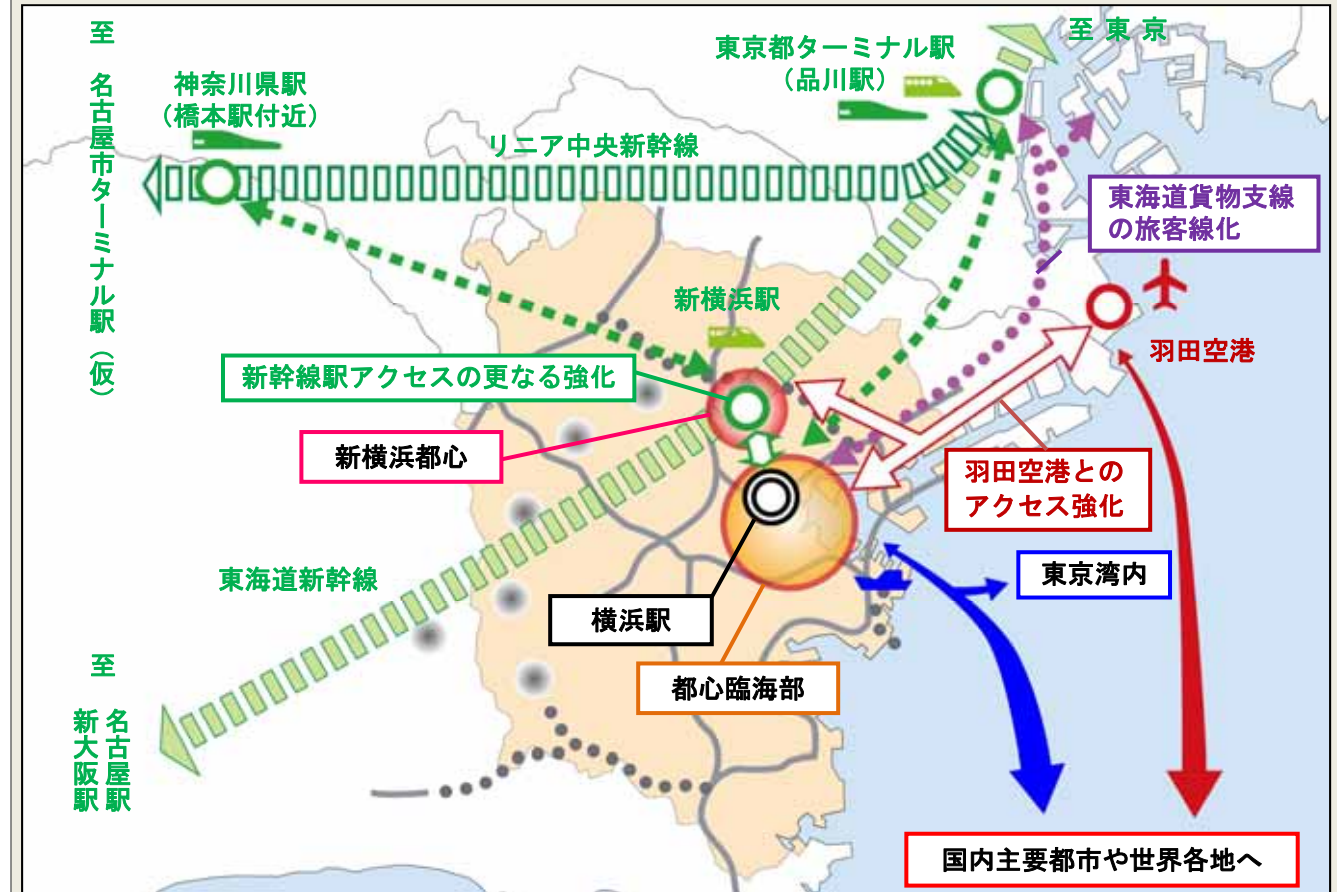 至 名古屋市ターミナル駅（仮）
神奈川県駅
（橋本駅付近）
東京都ターミナル駅
（品川駅）
至 東 京
リニア中央新幹線
東海道貨物支線
の旅客線化
新横浜駅
羽田空港
新幹線駅アクセスの更なる強化
新横浜都心
羽田空港との
アクセス強化
東海道新幹線
東京湾内
横浜駅
都心臨海部
至
名古屋駅
新大阪駅
国内主要都市や世界各地へ